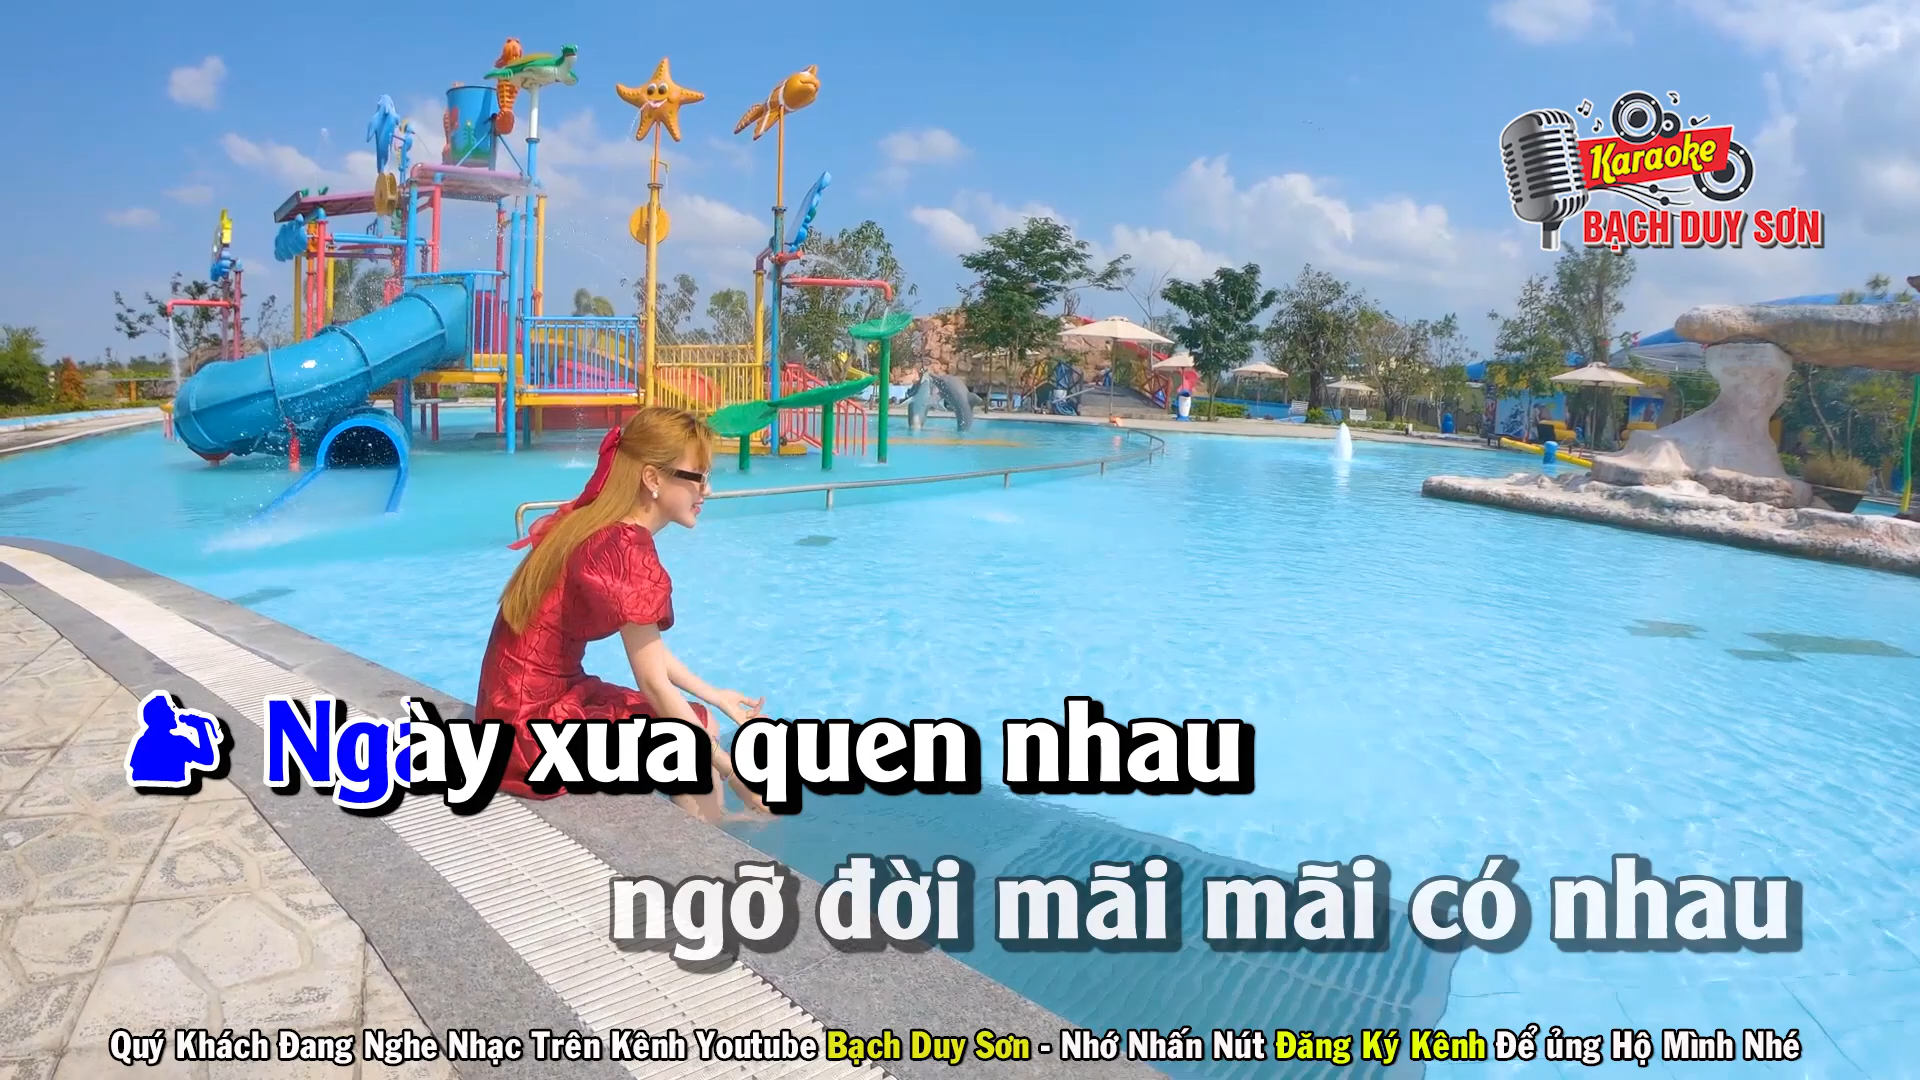 Karaoke
BẠCH DUY SƠN
Ngày xưa quen nhau
ngỡ đời mãi mãi có nhau
Quý Khách Đang Nghe Nhạc Trên Kênh Youtube Bạch Duy Sơn - Nhớ Nhấn Nút Đăng Ký Kênh Để ủng Hộ Mình Nhé